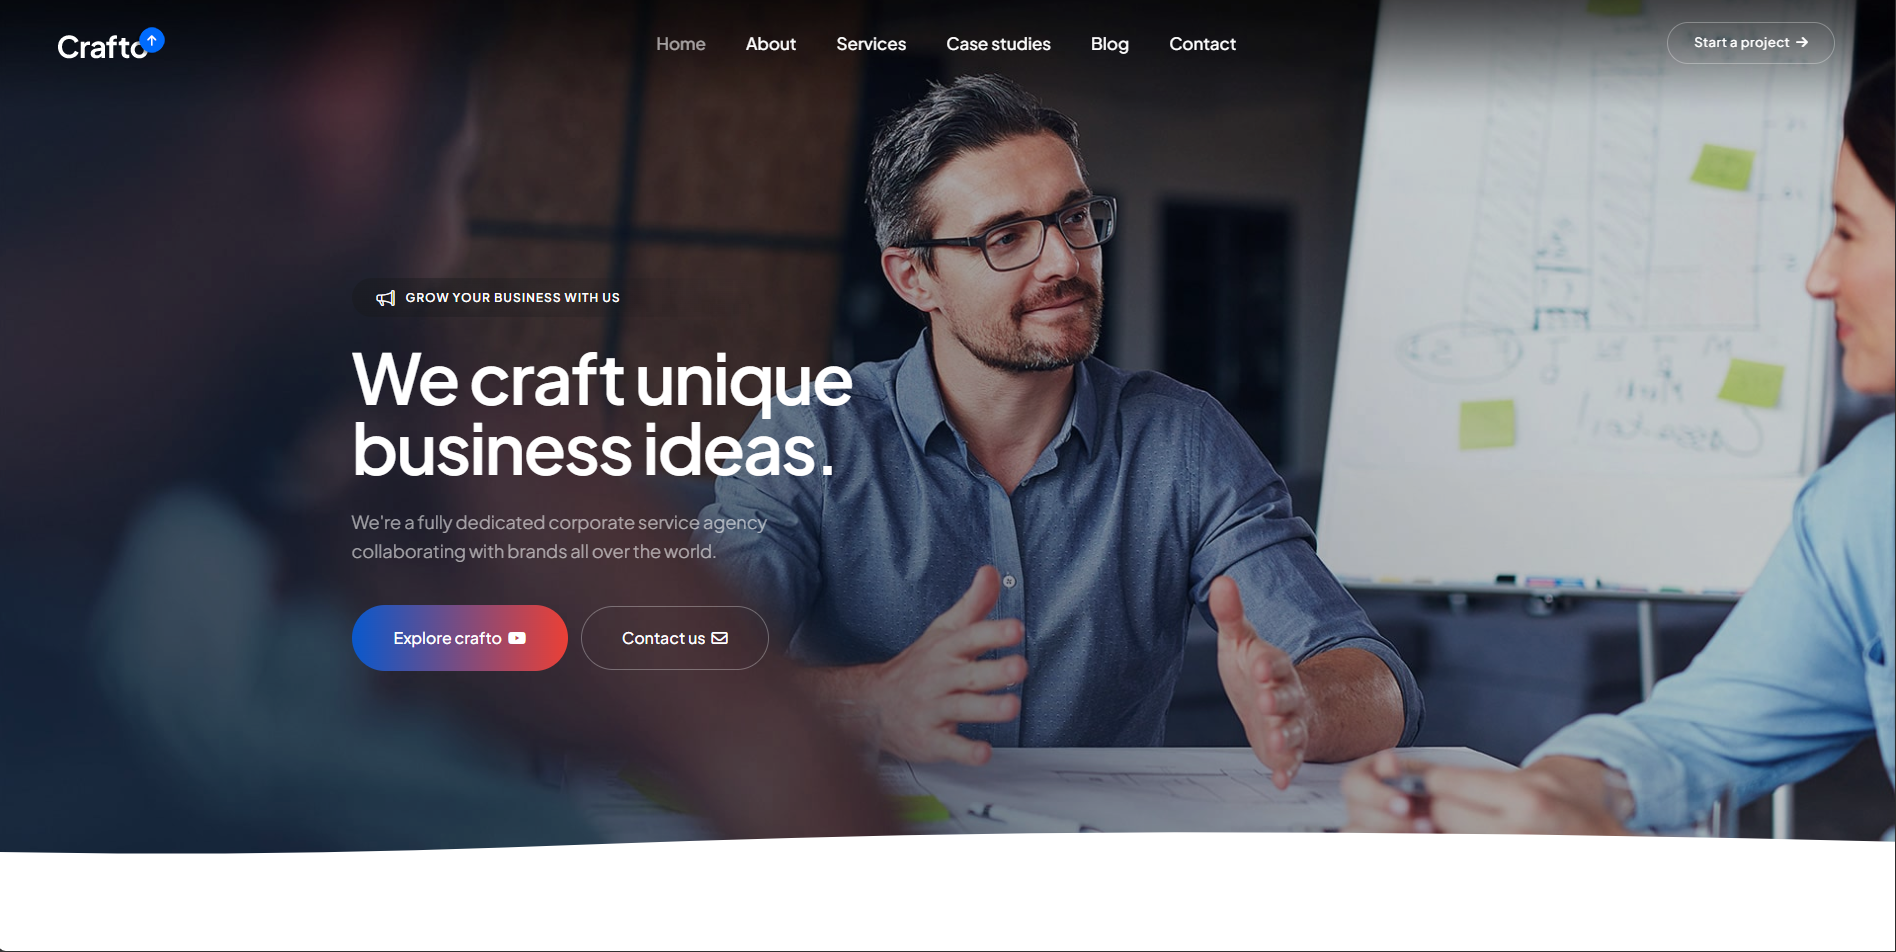 Crafto
Home About Services Case studies Blog Contact
Start a project
GROW YOUR BUSINESS WITH US
We craft unique
business ideas.
We're a fully dedicated corporate service agency
collaborating with brands all over the world.
Explore crafto
Contact us